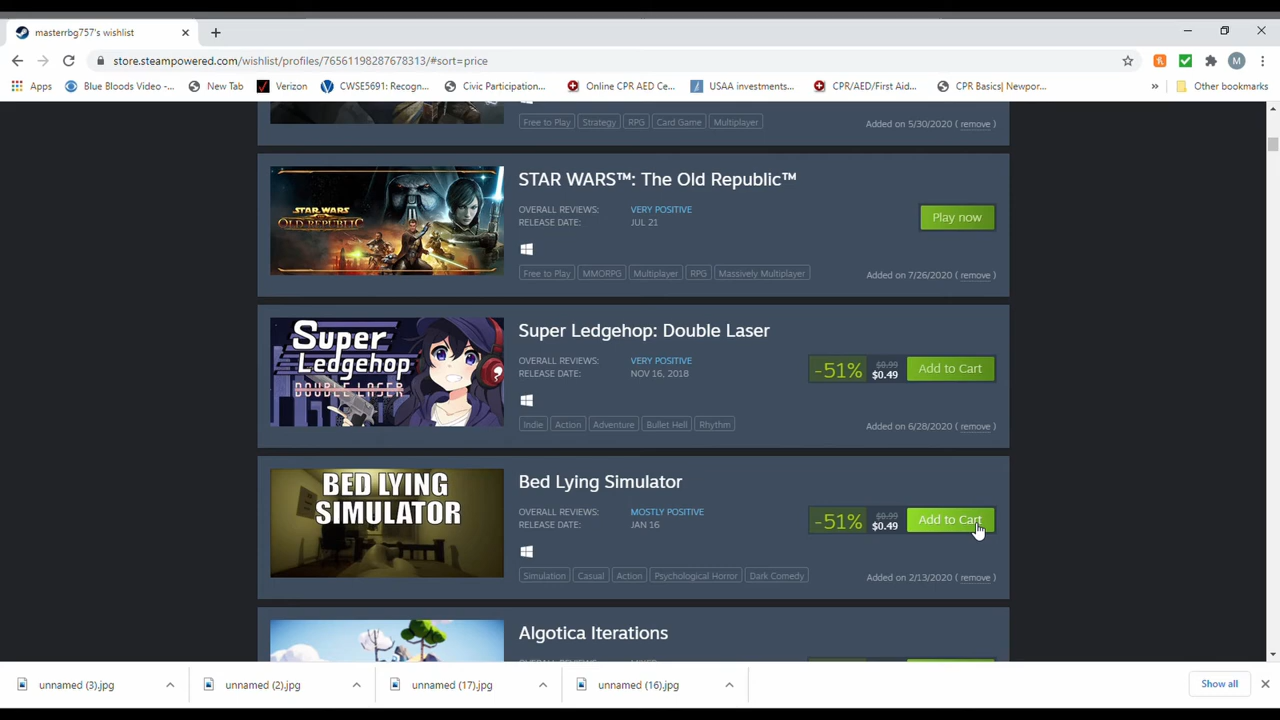 masterrbg757's wishlist
store.steampowered.com/wishlist/profiles/76561198287678313/#sort=price
M
Apps Blue Bloods Video -... New Tab Verizon CWSE5691: Recogn... Civic Participation... Online CPR AED Ce... USAA investments... CPR/AED/First Aid... CPR Basics| Newpor... » Other bookmarks
Free to Play Strategy RPG Card Game Multiplayer
Added on 5/30/2020 ( remove )
STAR WARS™: The Old Republic™
OVERALL REVIEWS: VERY POSITIVE
RELEASE DATE: JUL 21
Play now
STAR WARS
OLD REPUBLIC
Free to Play MMORPG Multiplayer RPG Massively Multiplayer
Added on 7/26/2020 ( remove )
Super Ledgehop: Double Laser
Super
Ledgehop
DOUBLE LASER
OVERALL REVIEWS: VERY POSITIVE
RELEASE DATE: NOV 16, 2018
-51% $0.99 $0.49 Add to Cart
Indie Action Adventure Bullet Hell Rhythm
Added on 6/28/2020 ( remove )
Bed Lying Simulator
BED LYING
SIMULATOR
OVERALL REVIEWS: MOSTLY POSITIVE
RELEASE DATE: JAN 16
-51% $0.99 $0.49 Add to Cart
Simulation Casual Action Psychological Horror Dark Comedy
Added on 2/13/2020 ( remove )
Algotica Iterations
unnamed (3).jpg unnamed (2).jpg unnamed (17).jpg unnamed (16).jpg Show all